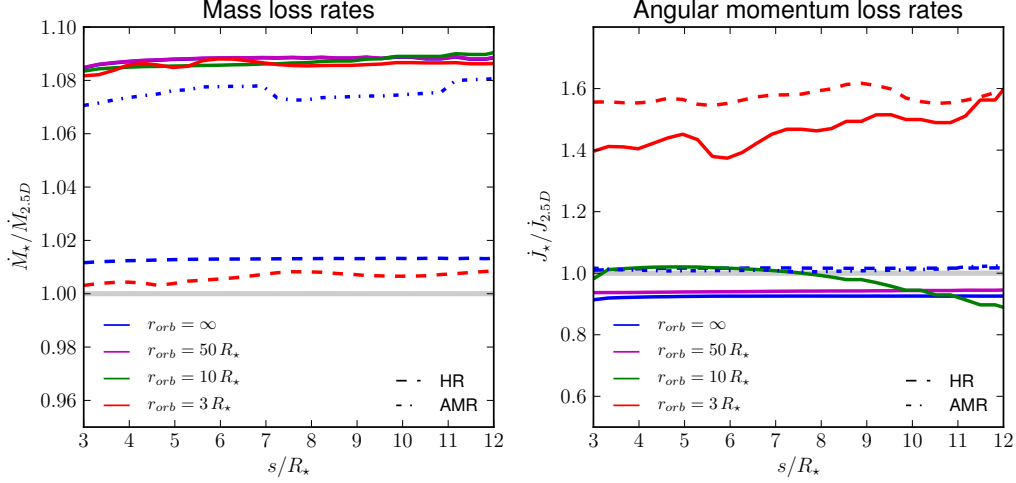 Mass loss rates
Angular momentum loss rates
Ṁ⋆/Ṁ2.5D
1.10
1.08
1.06
1.04
1.02
1.00
0.98
0.96
r_orb = ∞
r_orb = 50 R⋆
r_orb = 10 R⋆
r_orb = 3 R⋆
HR
AMR
3 4 5 6 7 8 9 10 11 12
s/R⋆
J̇⋆/J̇2.5D
1.6
1.4
1.2
1.0
0.8
0.6
r_orb = ∞
r_orb = 50 R⋆
r_orb = 10 R⋆
r_orb = 3 R⋆
HR
AMR
3 4 5 6 7 8 9 10 11 12
s/R⋆